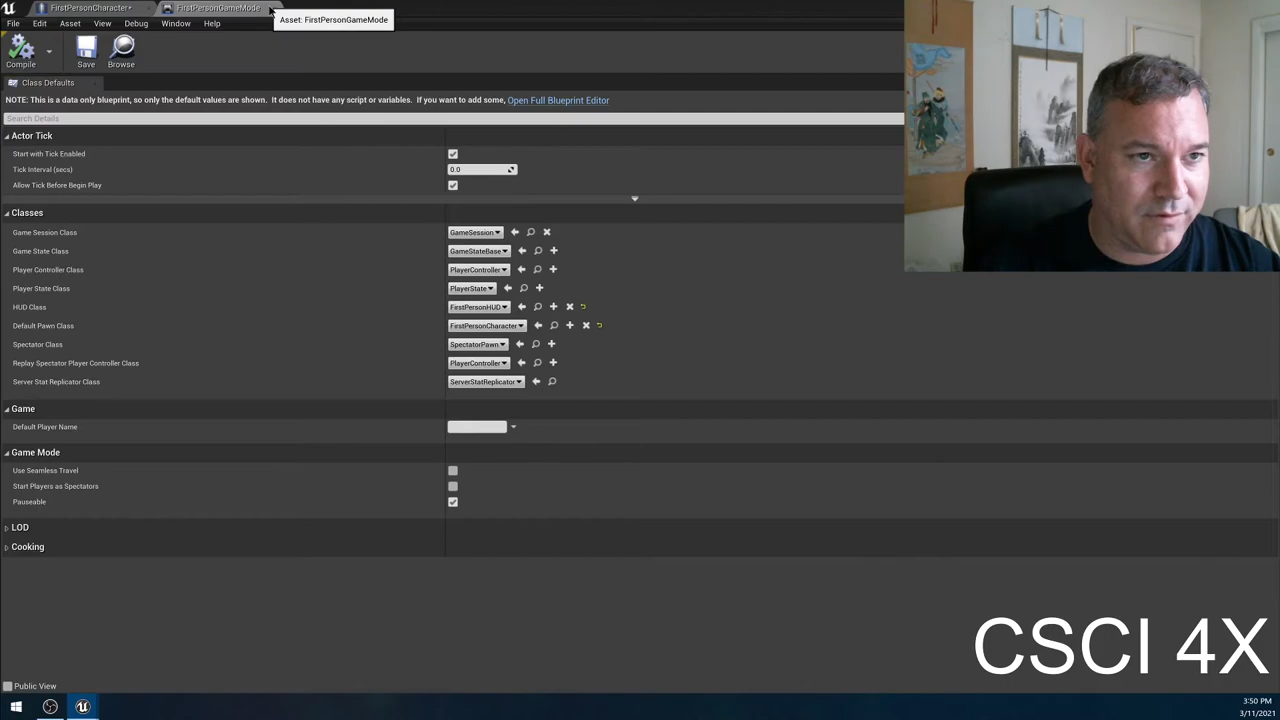 FirstPersonCharacter*
FirstPersonGameMode
File Edit Asset View Debug Window Help
Asset: FirstPersonGameMode
Compile Save Browse
Class Defaults
NOTE: This is a data only blueprint, so only the default values are shown. It does not have any script or variables. If you want to add some, Open Full Blueprint Editor
Search Details
Actor Tick
Start with Tick Enabled
Tick Interval (secs) 0.0
Allow Tick Before Begin Play
Classes
Game Session Class GameSession
Game State Class GameStateBase
Player Controller Class PlayerController
Player State Class PlayerState
HUD Class FirstPersonHUD
Default Pawn Class FirstPersonCharacter
Spectator Class SpectatorPawn
Replay Spectator Player Controller Class PlayerController
Server Stat Replicator Class ServerStatReplicator
Game
Default Player Name
Game Mode
Use Seamless Travel
Start Players as Spectators
Pauseable
LOD
Cooking
CSCI 4X
Public View
3:50 PM
3/11/2021